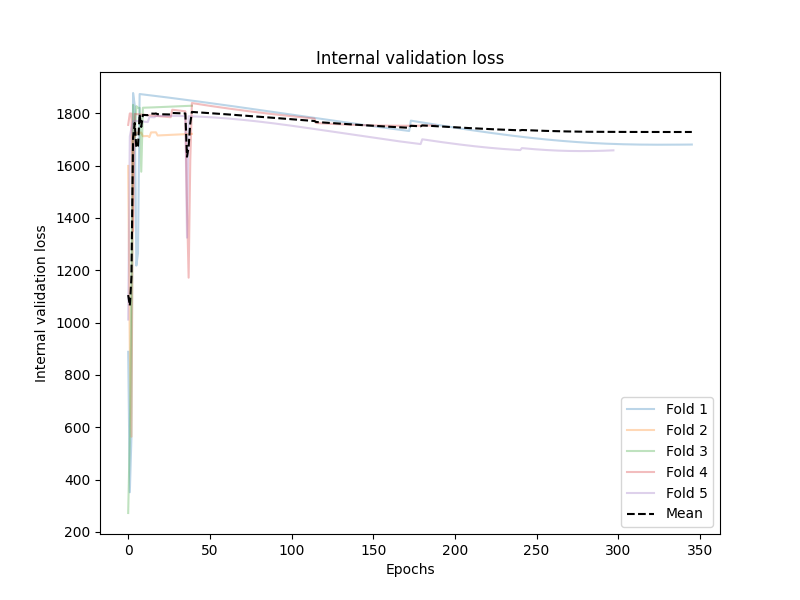 Internal validation loss
Internal validation loss
1800
1600
1400
1200
1000
800
600
400
200
0
50
100
150
200
250
300
350
Epochs
Fold 1
Fold 2
Fold 3
Fold 4
Fold 5
Mean